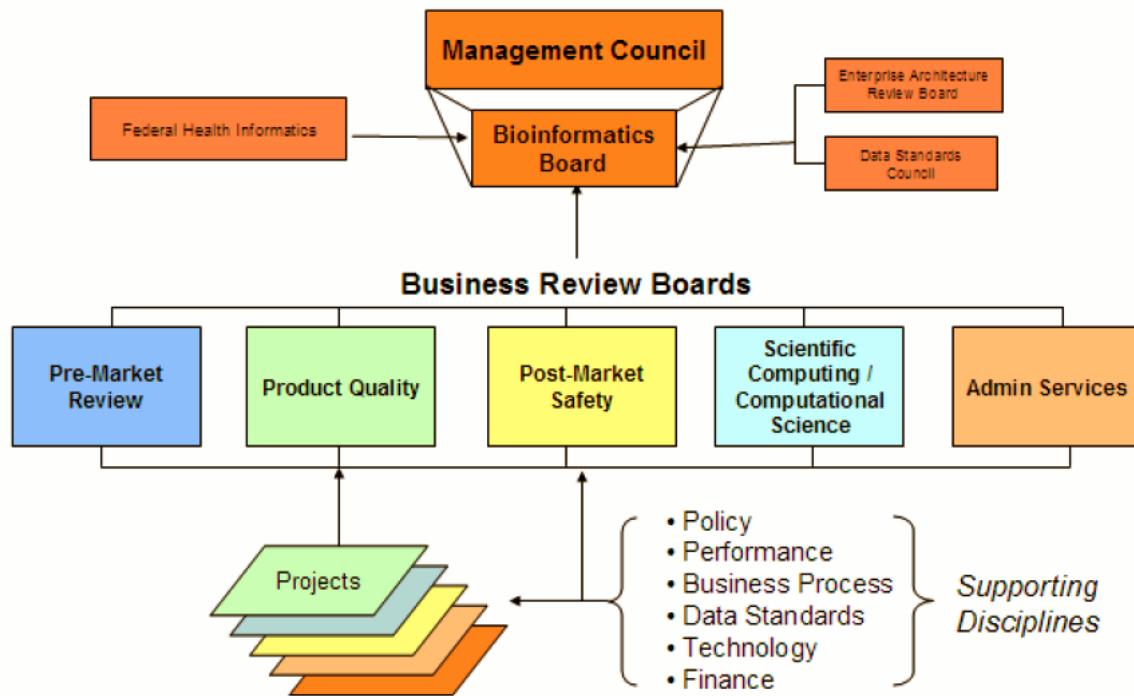 Management Council
Enterprise Architecture
Review Board
Federal Health Informatics
Bioinformatics
Board
Data Standards
Council
Business Review Boards
Pre-Market
Review
Product Quality
Post-Market
Safety
Scientific
Computing /
Computational
Science
Admin Services
Projects
• Policy
• Performance
• Business Process
• Data Standards
• Technology
• Finance
Supporting
Disciplines